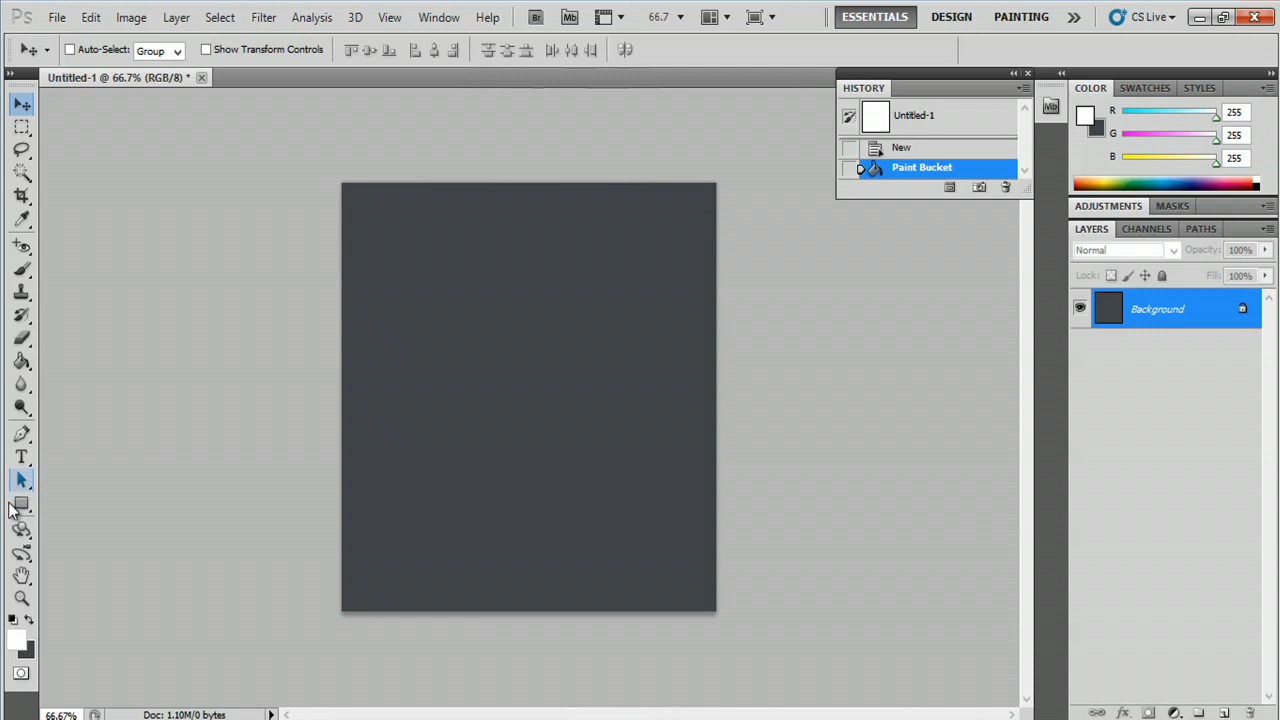 Ps File Edit Image Layer Select Filter Analysis 3D View Window Help Br Mb 66.7 ESSENTIALS DESIGN PAINTING CS Live
Auto-Select: Group Show Transform Controls
Untitled-1 @ 66.7% (RGB/8) *
HISTORY
Untitled-1
New
Paint Bucket
Mb
COLOR SWATCHES STYLES
R 255
G 255
B 255
ADJUSTMENTS MASKS
LAYERS CHANNELS PATHS
Normal Opacity: 100%
Lock: Fill: 100%
Background
T
66.67% Doc: 1.10M/0 bytes
fx